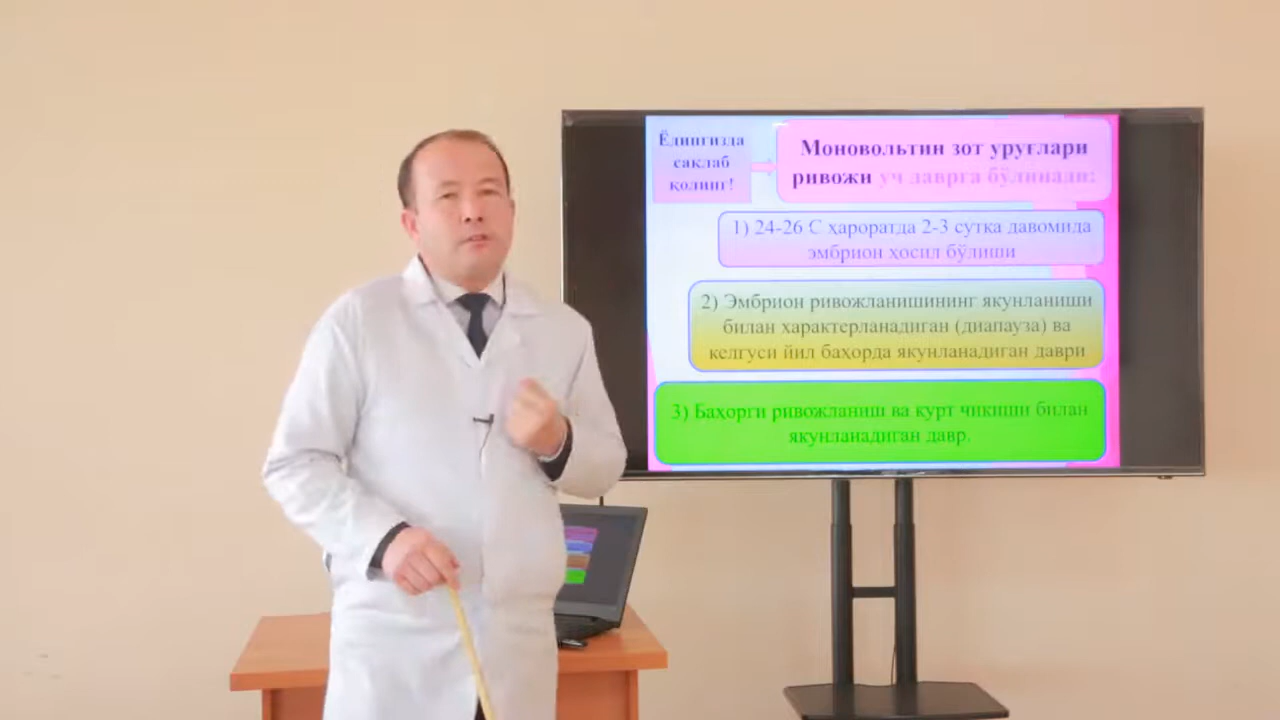 Ёдингизда
сақлаб
қолинг!
Моновольтин зот уруғлари
ривожи уч даврга бўлинади:
1) 24-26 С ҳароратда 2-3 сутка давомида
эмбрион ҳосил бўлиши
2) Эмбрион ривожланишининг якунланиши
билан характерланадиган (диапауза) ва
келгуси йил баҳорда якунланадиган даври
3) Баҳорги ривожланиш ва қурт чиқиши билан
якунланадиган давр.